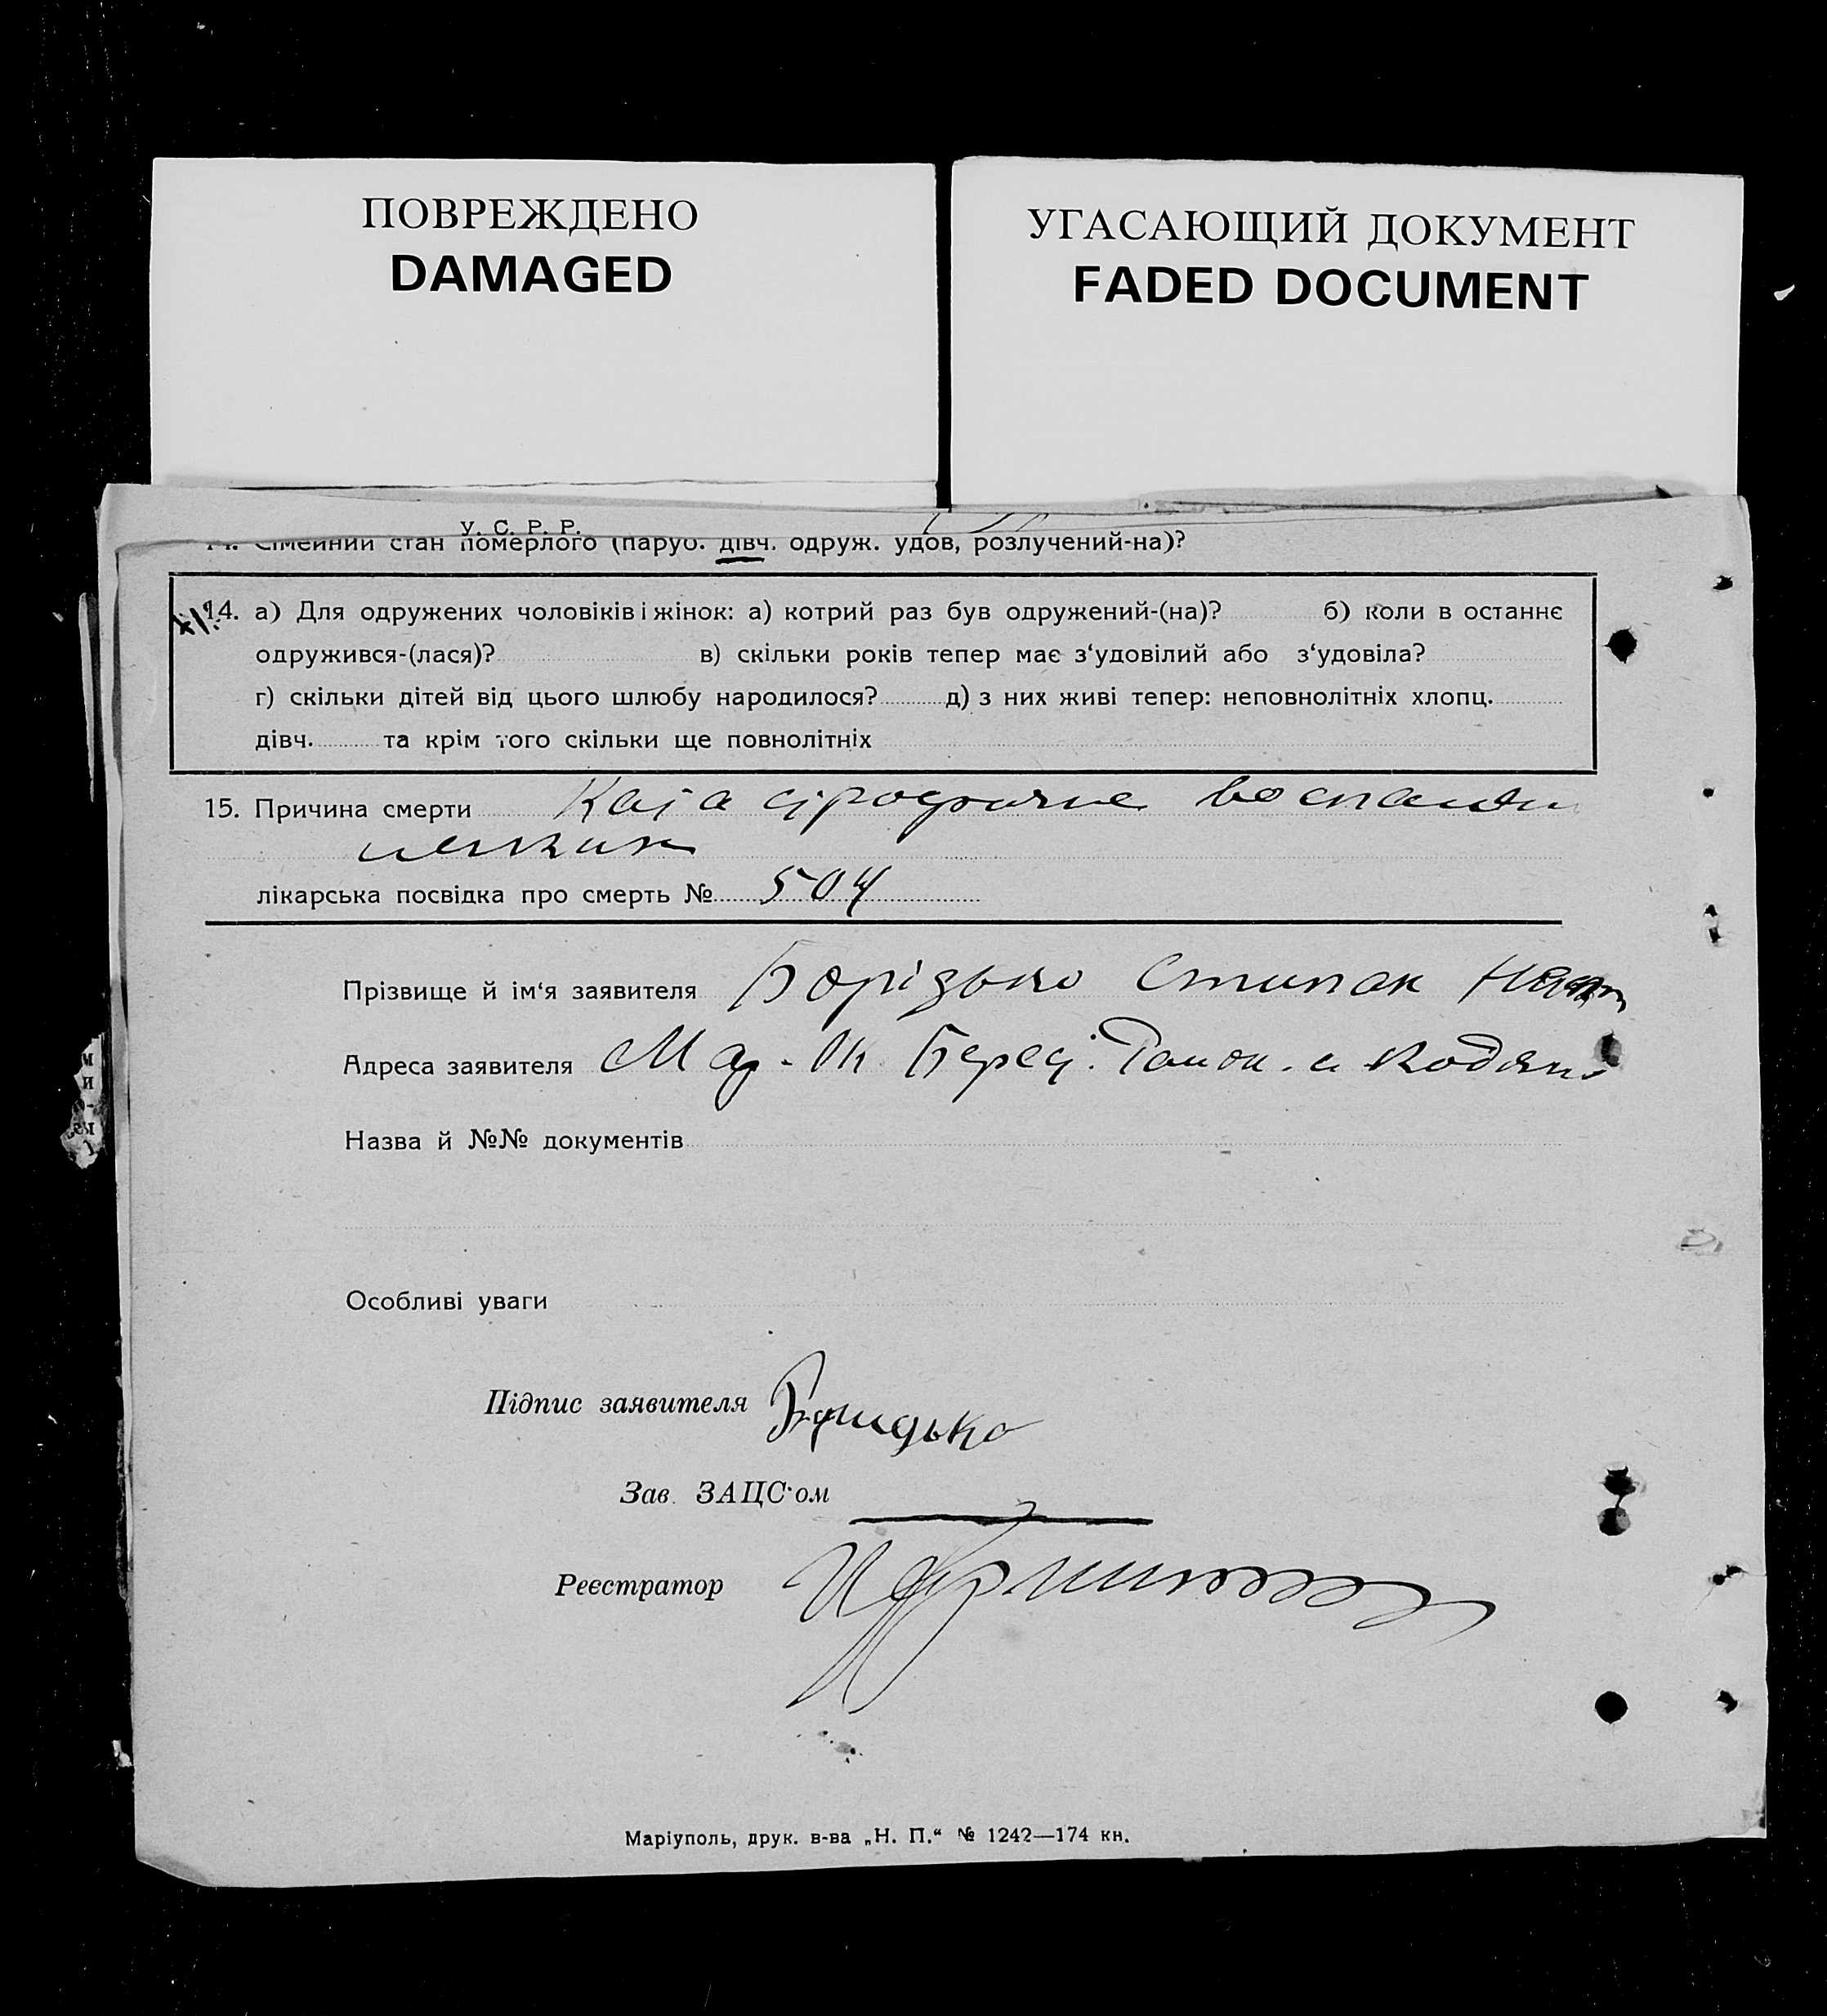 ПОВРЕЖДЕНО
DAMAGED
УГАСАЮЩИЙ ДОКУМЕНТ
FADED DOCUMENT
У. С. Р. Р.
14. Сімейний стан померлого (паруб. дівч. одруж. удов, розлучений-на)?
14. а) Для одружених чоловіків і жінок: а) котрий раз був одружений-(на)? б) коли в останнє
одружився-(лася)? в) скільки років тепер має з‘удовілий або з‘удовіла?
г) скільки дітей від цього шлюбу народилося? д) з них живі тепер: неповнолітніх хлопц.
дівч. та крім того скільки ще повнолітніх
15. Причина смерти
лікарська посвідка про смерть № 504
Прізвище й ім‘я заявителя Борізько Стипан
Адреса заявителя
Назва й №№ документів
Особливі уваги
Підпис заявителя
Зав. ЗАЦС‘ом
Реєстратор
Маріуполь, друк. в-ва „Н. П.“ № 1242—174 кн.